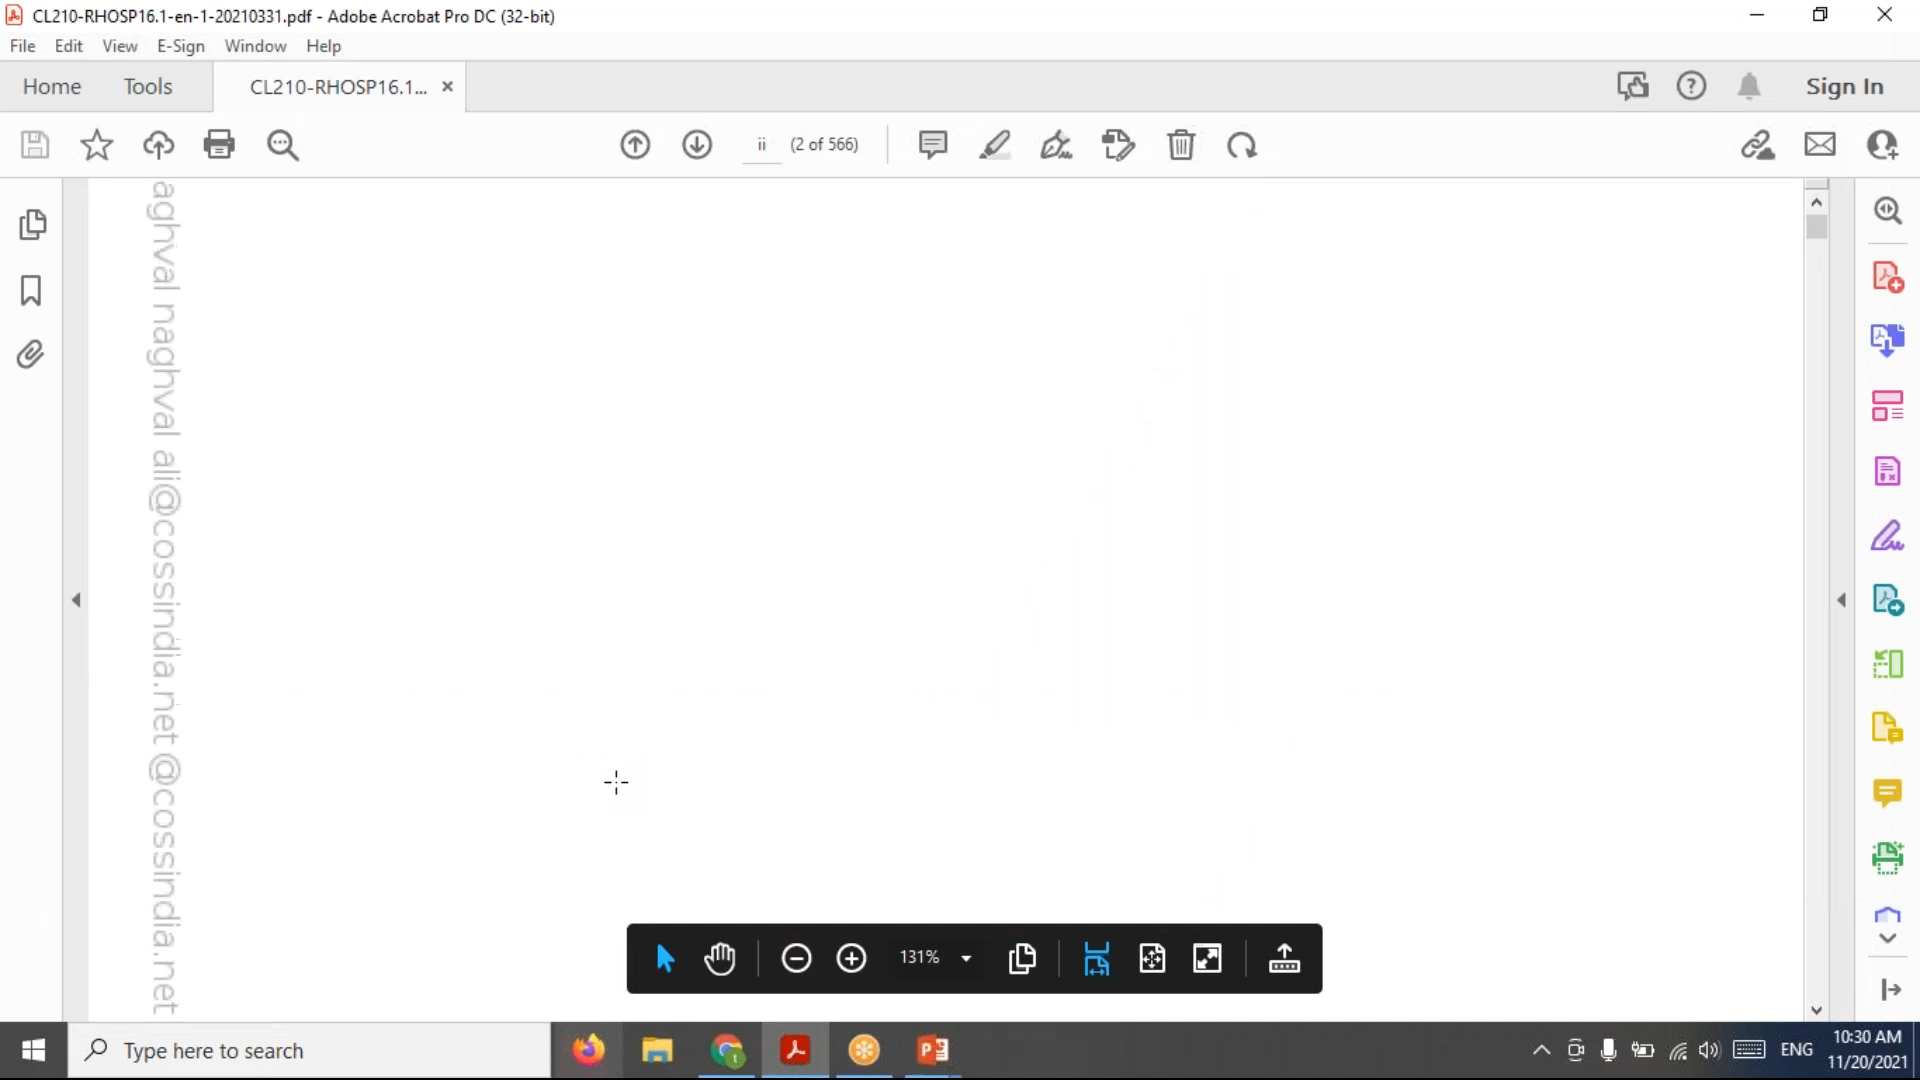 CL210-RHOSP16.1-en-1-20210331.pdf - Adobe Acrobat Pro DC (32-bit)
File Edit View E-Sign Window Help
Home Tools CL210-RHOSP16.1... × Sign In
ii (2 of 566)
aghval naghval ali@cossindia.net @cossindia.net
131%
Type here to search
ENG
10:30 AM
11/20/2021